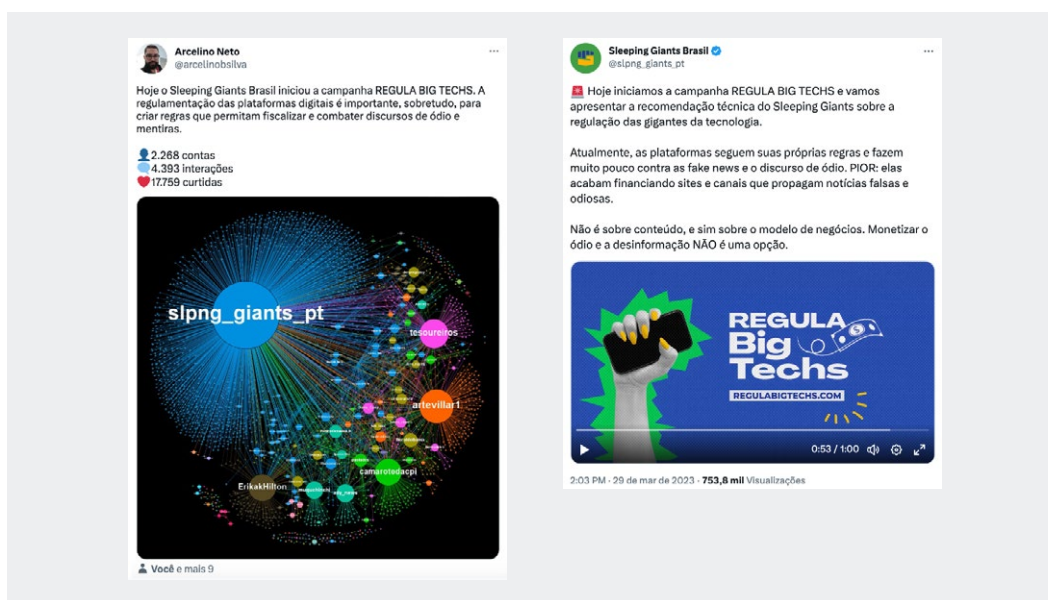 Arcelino Neto
@arcelinobsilva
Hoje o Sleeping Giants Brasil iniciou a campanha REGULA BIG TECHS. A
regulamentação das plataformas digitais é importante, sobretudo, para
criar regras que permitam fiscalizar e combater discursos de ódio e
mentiras.
2.268 contas
4.393 interações
17.759 curtidas
slpng_giants_pt
tesoureiros
artevillar1
camarotedacpi
ErikakHilton
Você e mais 9
Sleeping Giants Brasil
@slpng_giants_pt
Hoje iniciamos a campanha REGULA BIG TECHS e vamos
apresentar a recomendação técnica do Sleeping Giants sobre a
regulação das gigantes da tecnologia.
Atualmente, as plataformas seguem suas próprias regras e fazem
muito pouco contra as fake news e o discurso de ódio. PIOR: elas
acabam financiando sites e canais que propagam notícias falsas e
odiosas.
Não é sobre conteúdo, e sim sobre o modelo de negócios. Monetizar o
ódio e a desinformação NÃO é uma opção.
REGULA
Big
Techs
REGULABIGTECHS.COM
0:53 / 1:00
2:03 PM · 29 de mar de 2023 · 753,8 mil Visualizações